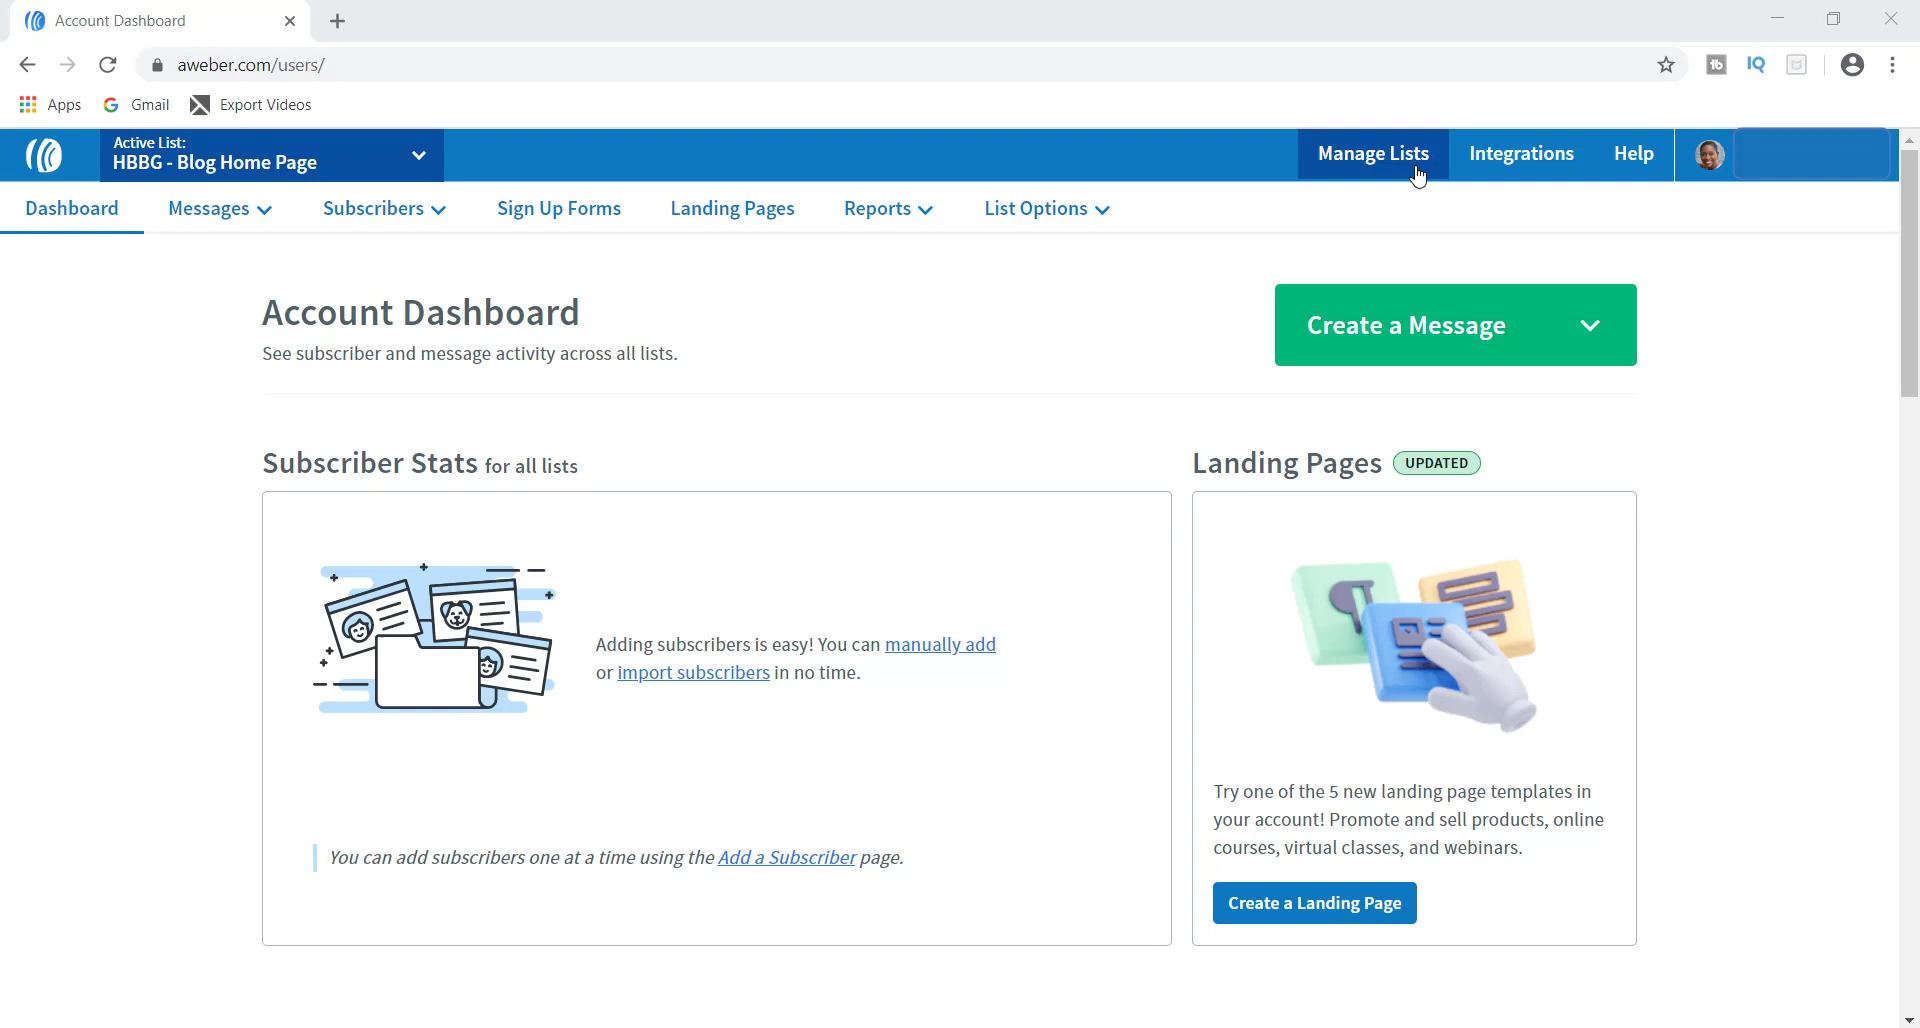 Account Dashboard
aweber.com/users/
Apps
Gmail
Export Videos
Active List:
HBBG - Blog Home Page
Manage Lists
Integrations
Help
Dashboard
Messages
Subscribers
Sign Up Forms
Landing Pages
Reports
List Options
Account Dashboard
See subscriber and message activity across all lists.
Create a Message
Subscriber Stats for all lists
Adding subscribers is easy! You can manually add
or import subscribers in no time.
You can add subscribers one at a time using the Add a Subscriber page.
Landing Pages UPDATED
Try one of the 5 new landing page templates in
your account! Promote and sell products, online
courses, virtual classes, and webinars.
Create a Landing Page